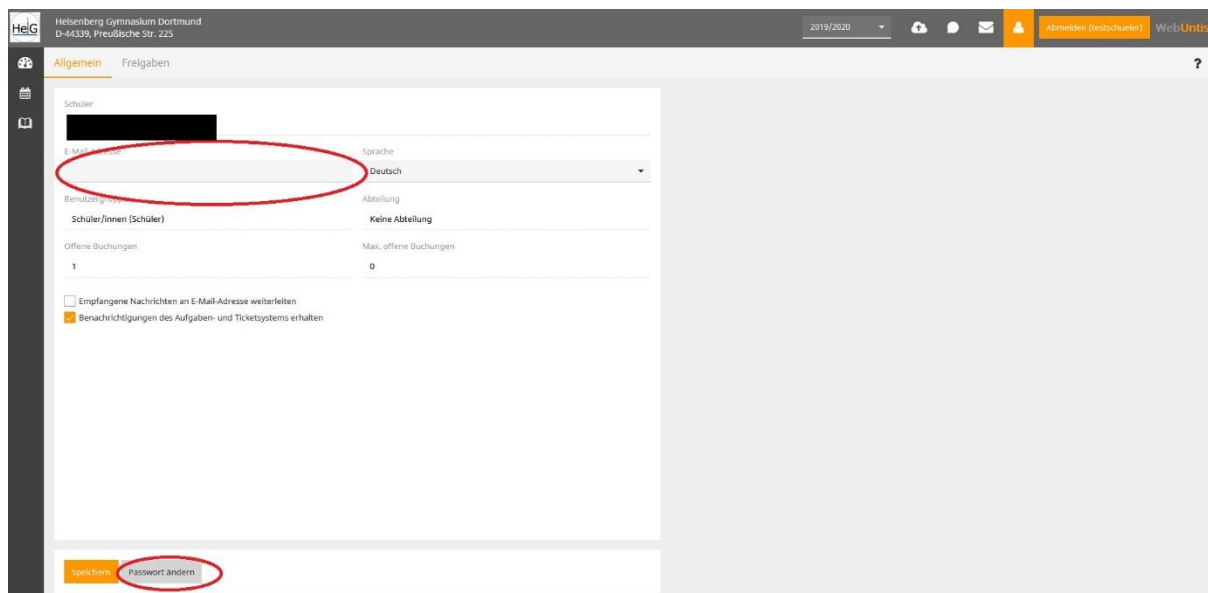 HeiG
Heisenberg Gymnasium Dortmund
D-44339, Preußische Str. 225
2019/2020
Abmelden (testschueler)
WebUntis
Allgemein Freigaben
?
Schüler
E-Mail-Adresse Sprache
Deutsch
Benutzergruppe Abteilung
Schüler/innen (Schüler) Keine Abteilung
Offene Buchungen Max. offene Buchungen
1 0
Empfangene Nachrichten an E-Mail-Adresse weiterleiten
Benachrichtigungen des Aufgaben- und Ticketsystems erhalten
Speichern Passwort ändern